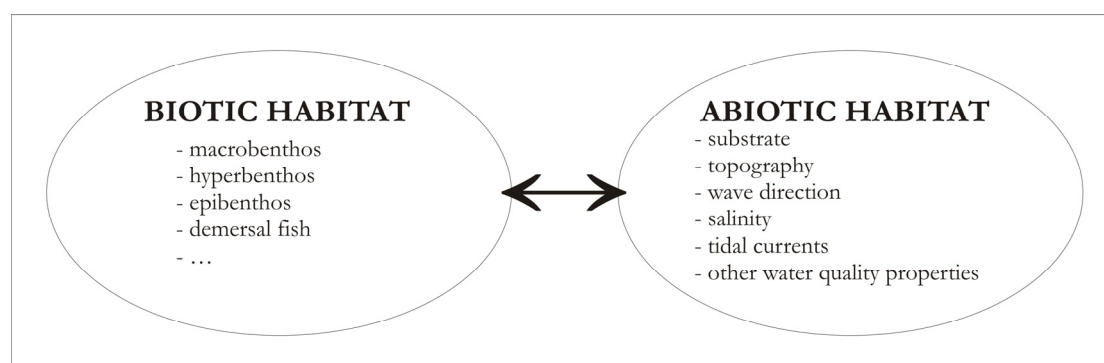 BIOTIC HABITAT
- macrobenthos
- hyperbenthos
- epibenthos
- demersal fish
- …
ABIOTIC HABITAT
- substrate
- topography
- wave direction
- salinity
- tidal currents
- other water quality properties